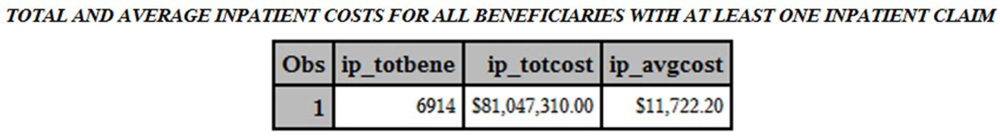 TOTAL AND AVERAGE INPATIENT COSTS FOR ALL BENEFICIARIES WITH AT LEAST ONE INPATIENT CLAIM
Obs ip_totbene ip_totcost ip_avgcost
1 6914 $81,047,310.00 $11,722.20